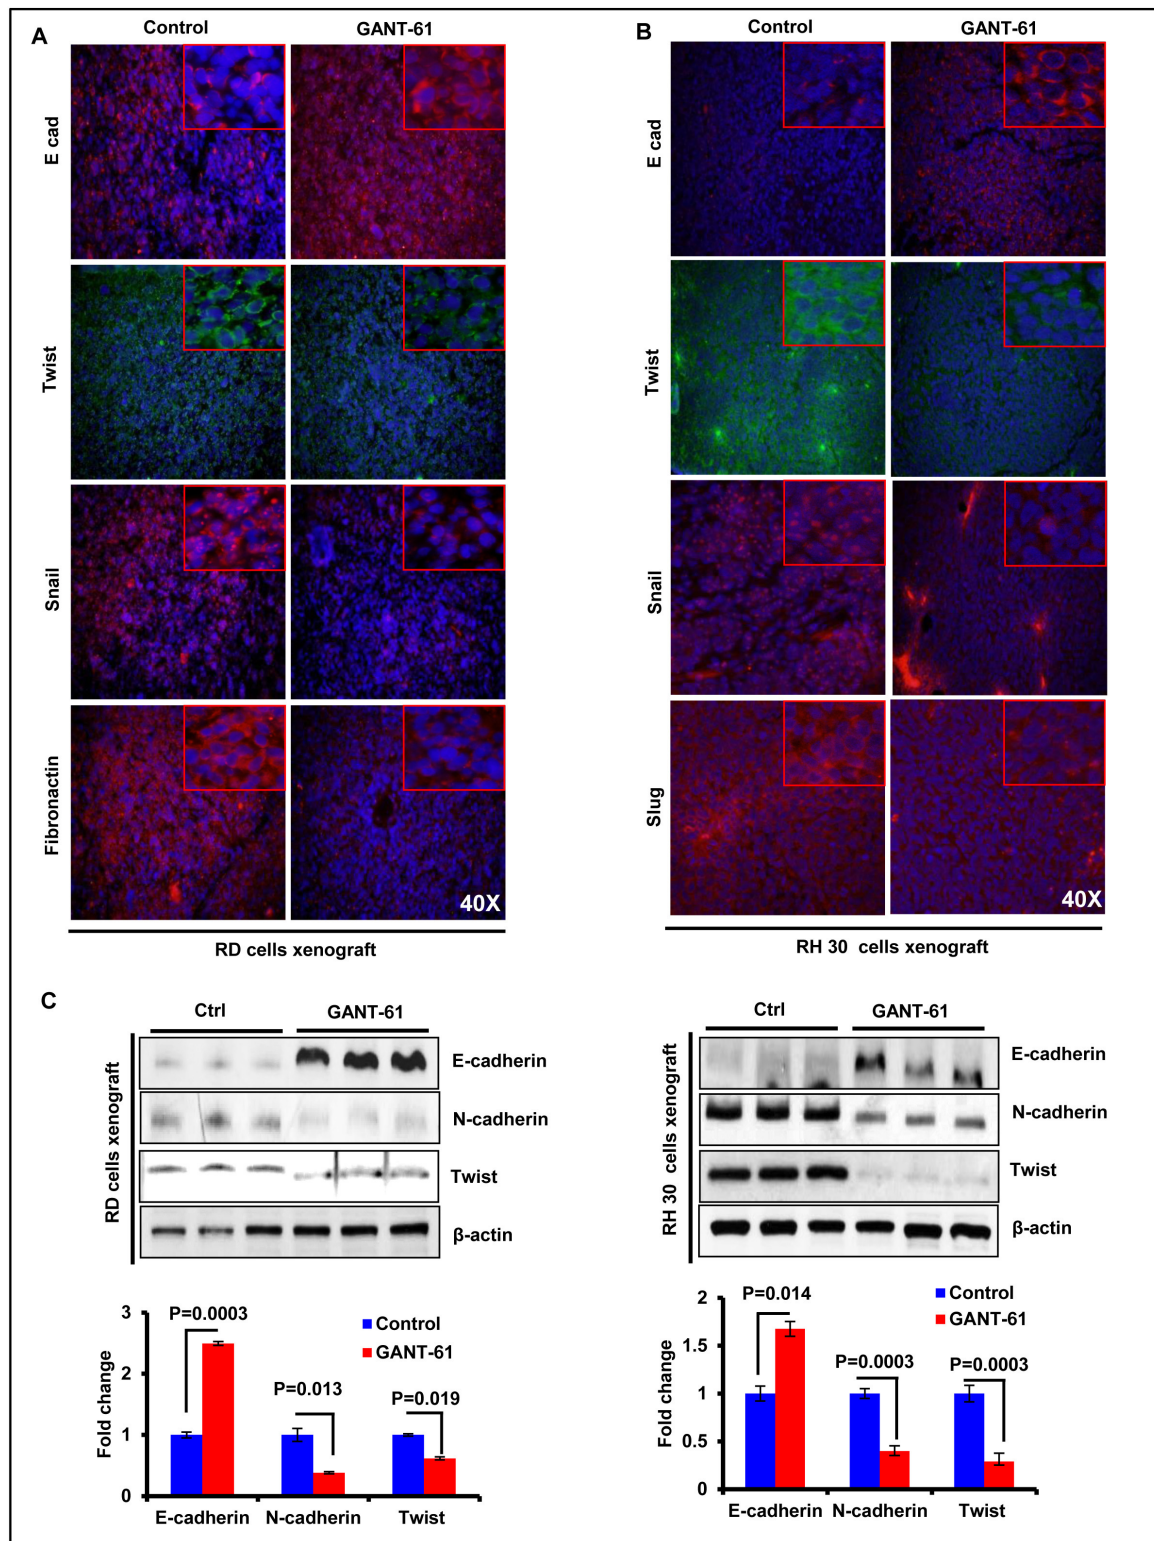 A
Control
GANT-61
E cad
Twist
Snail
Fibronactin
40X
RD cells xenograft
B
Control
GANT-61
E cad
Twist
Snail
Slug
40X
RH 30 cells xenograft
C
Ctrl
GANT-61
RD cells xenograft
E-cadherin
N-cadherin
Twist
β-actin
Ctrl
GANT-61
RH 30 cells xenograft
E-cadherin
N-cadherin
Twist
β-actin
Fold change
3
2
1
0
P=0.0003
P=0.013
P=0.019
Control
GANT-61
E-cadherin
N-cadherin
Twist
Fold change
2
1.5
1
0.5
0
P=0.014
P=0.0003
P=0.0003
Control
GANT-61
E-cadherin
N-cadherin
Twist